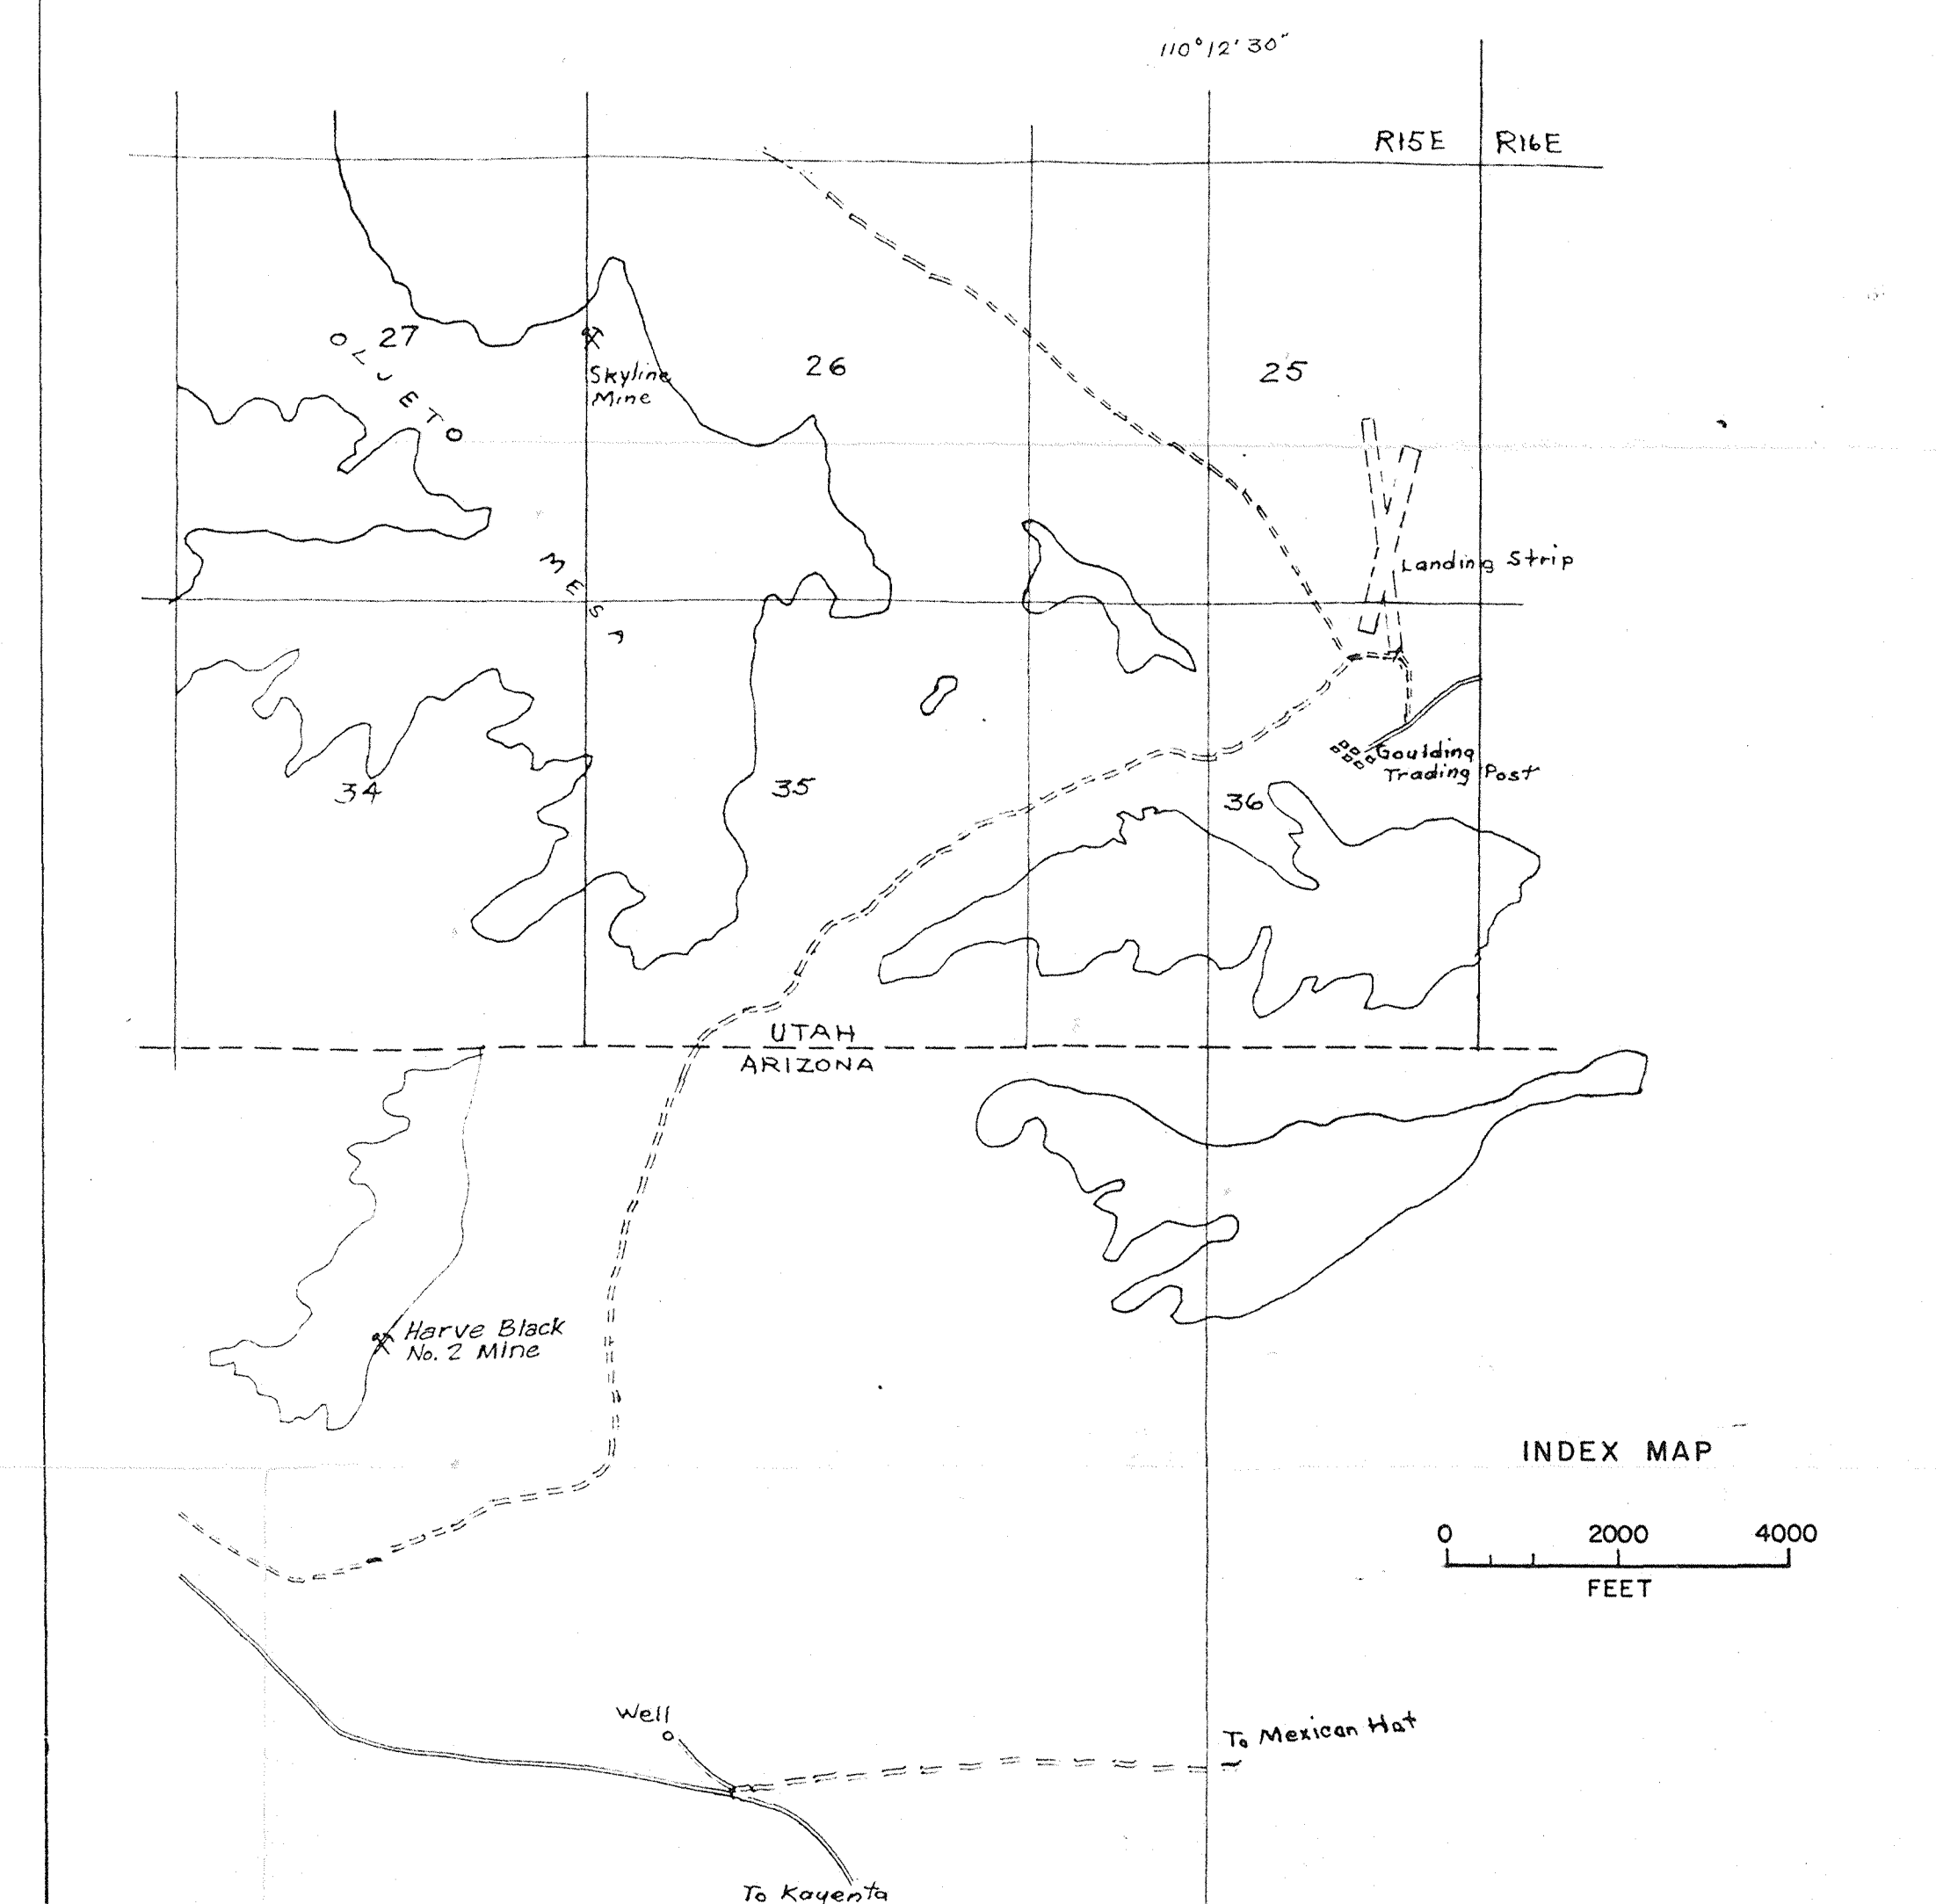 110°12'30"
R15E R16E
27
OLJETO
MESA
Skyline
Mine
26
25
Landing Strip
Goulding
Trading Post
34
35
36
UTAH
ARIZONA
Harve Black
No. 2 Mine
INDEX MAP
0 2000 4000
FEET
Well
To Mexican Hat
To Kayenta